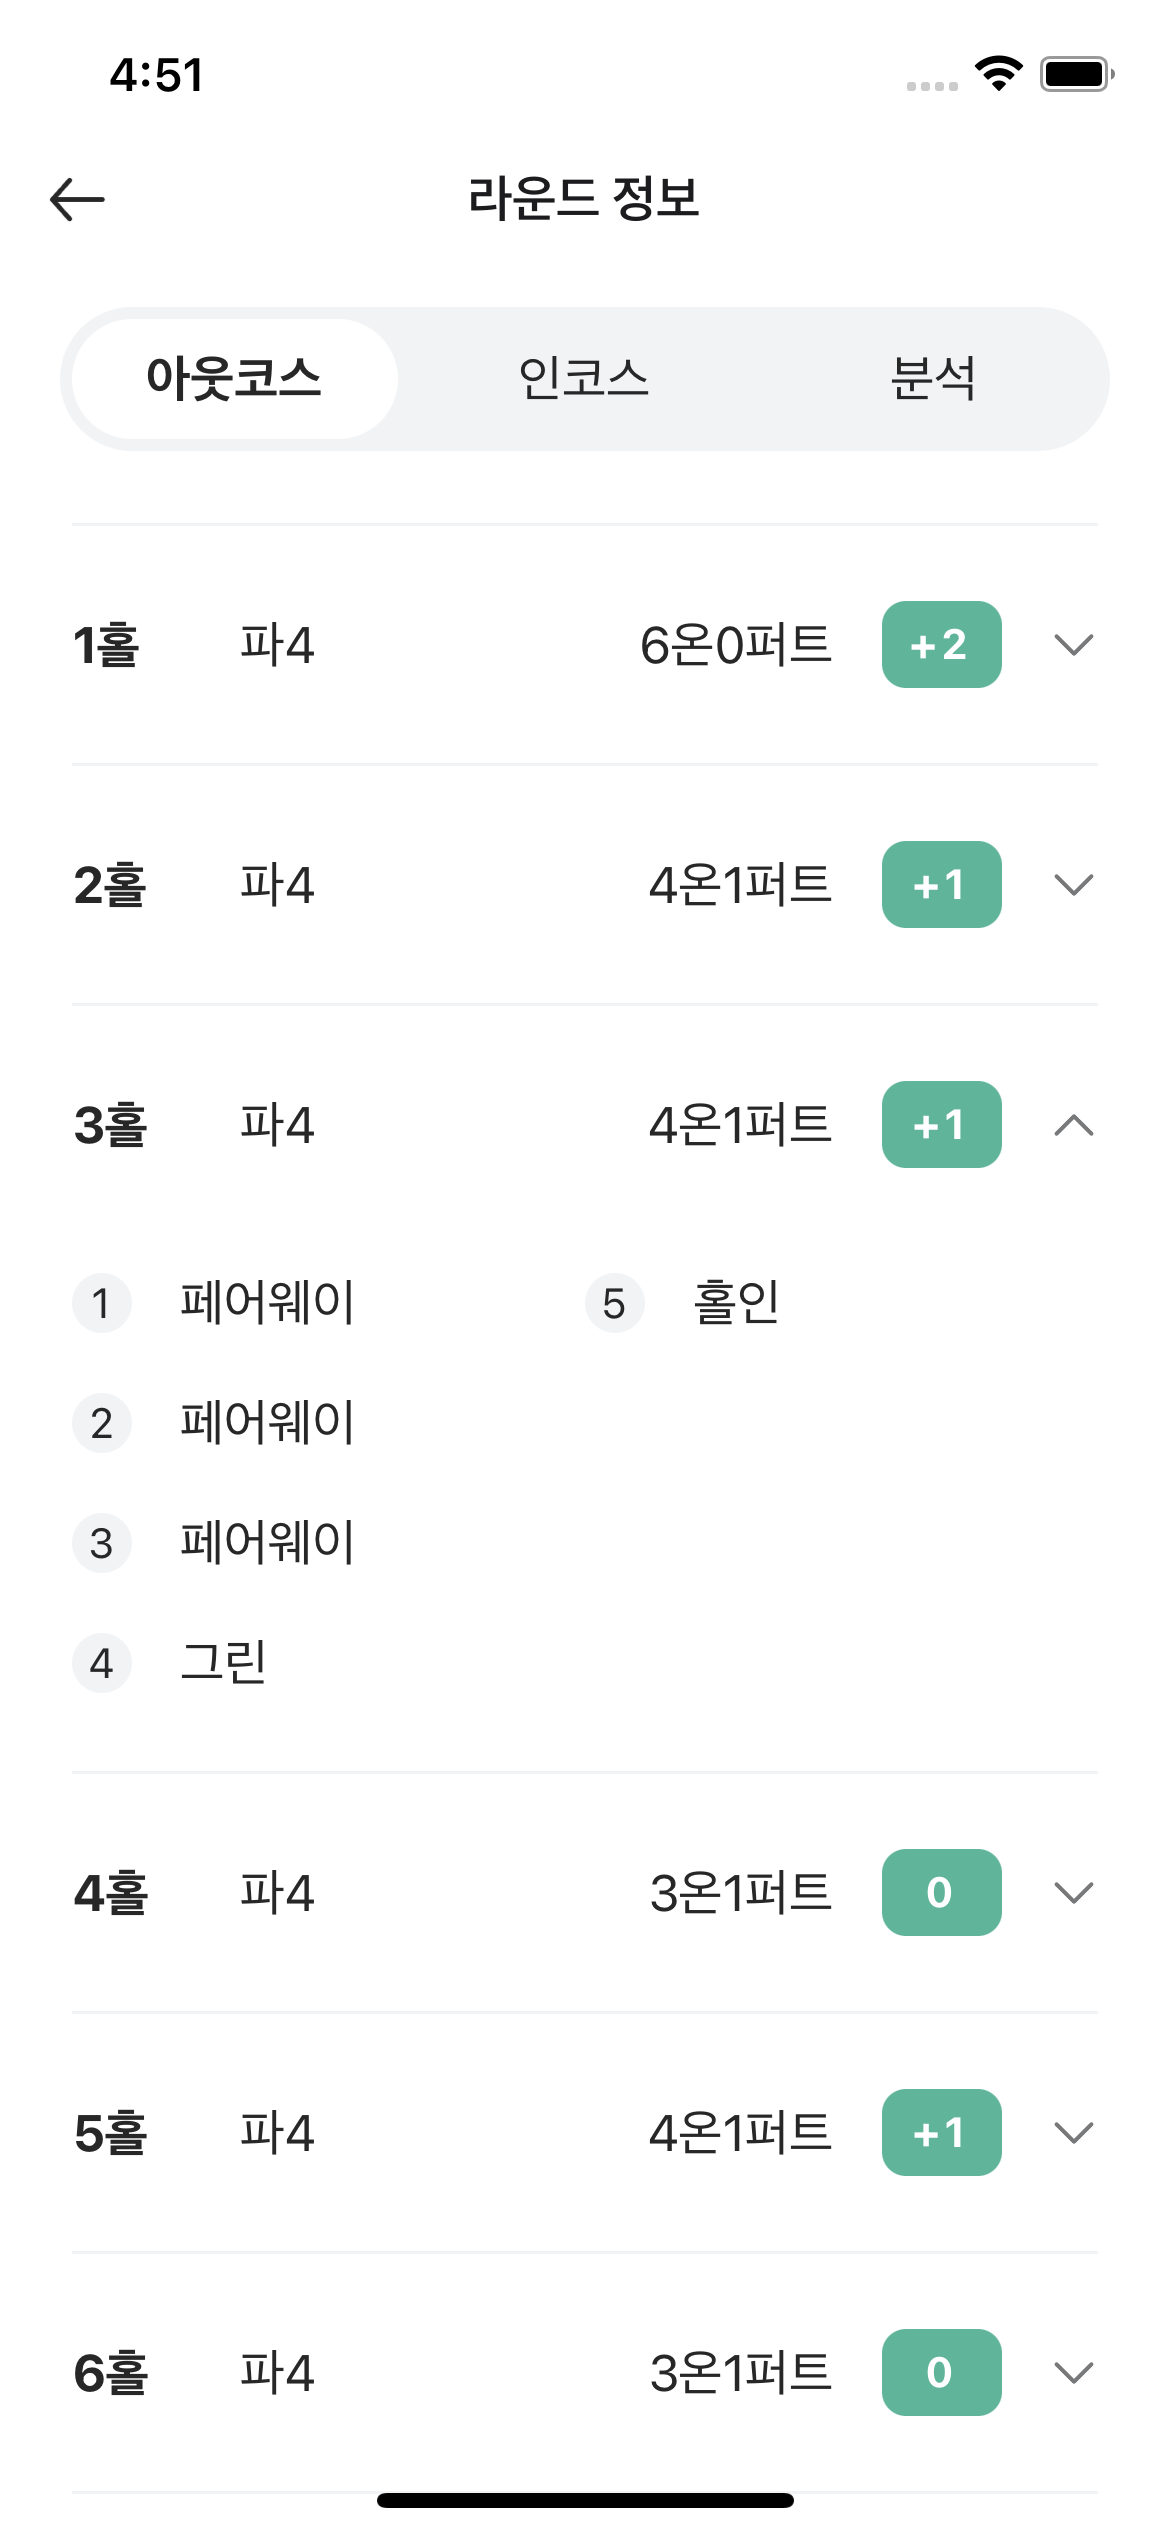 4:51
라운드 정보
아웃코스 인코스 분석
1홀 파4 6온0퍼트 +2
2홀 파4 4온1퍼트 +1
3홀 파4 4온1퍼트 +1
1 페어웨이 5 홀인
2 페어웨이
3 페어웨이
4 그린
4홀 파4 3온1퍼트 0
5홀 파4 4온1퍼트 +1
6홀 파4 3온1퍼트 0